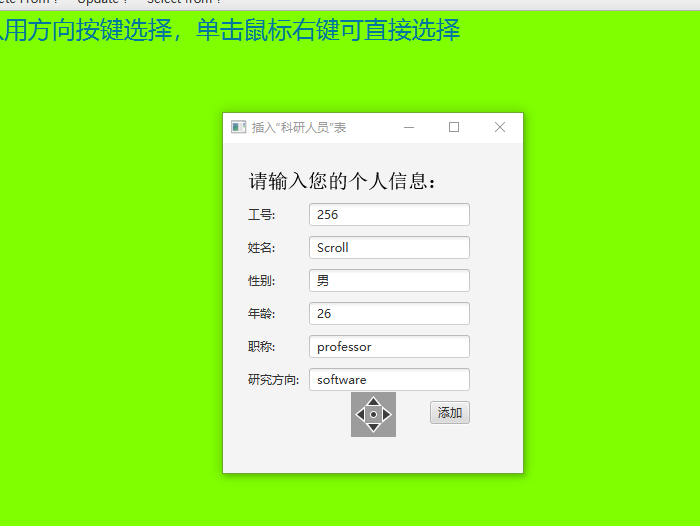 From ?   Update ?   Select from ?
用方向按键选择，单击鼠标右键可直接选择
插入“科研人员”表
请输入您的个人信息：
工号: 256
姓名: Scroll
性别: 男
年龄: 26
职称: professor
研究方向: software
添加